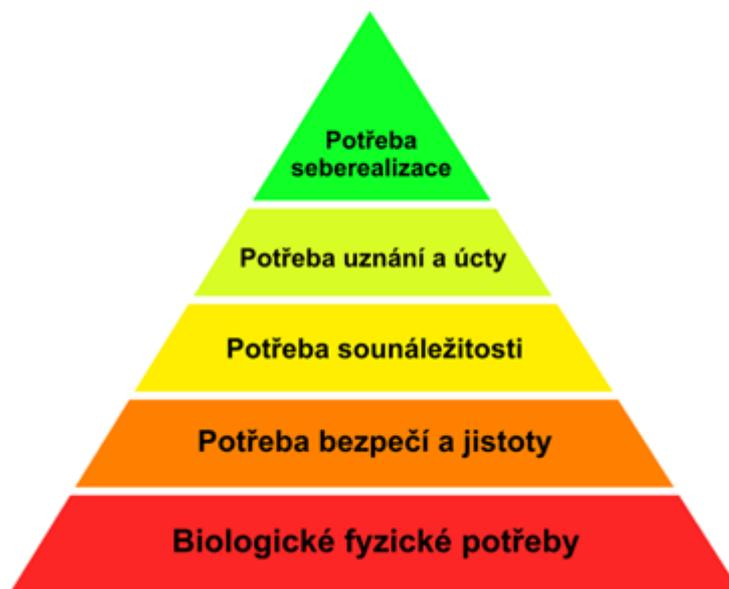 Potřeba
seberealizace
Potřeba uznání a úcty
Potřeba sounáležitosti
Potřeba bezpečí a jistoty
Biologické fyzické potřeby